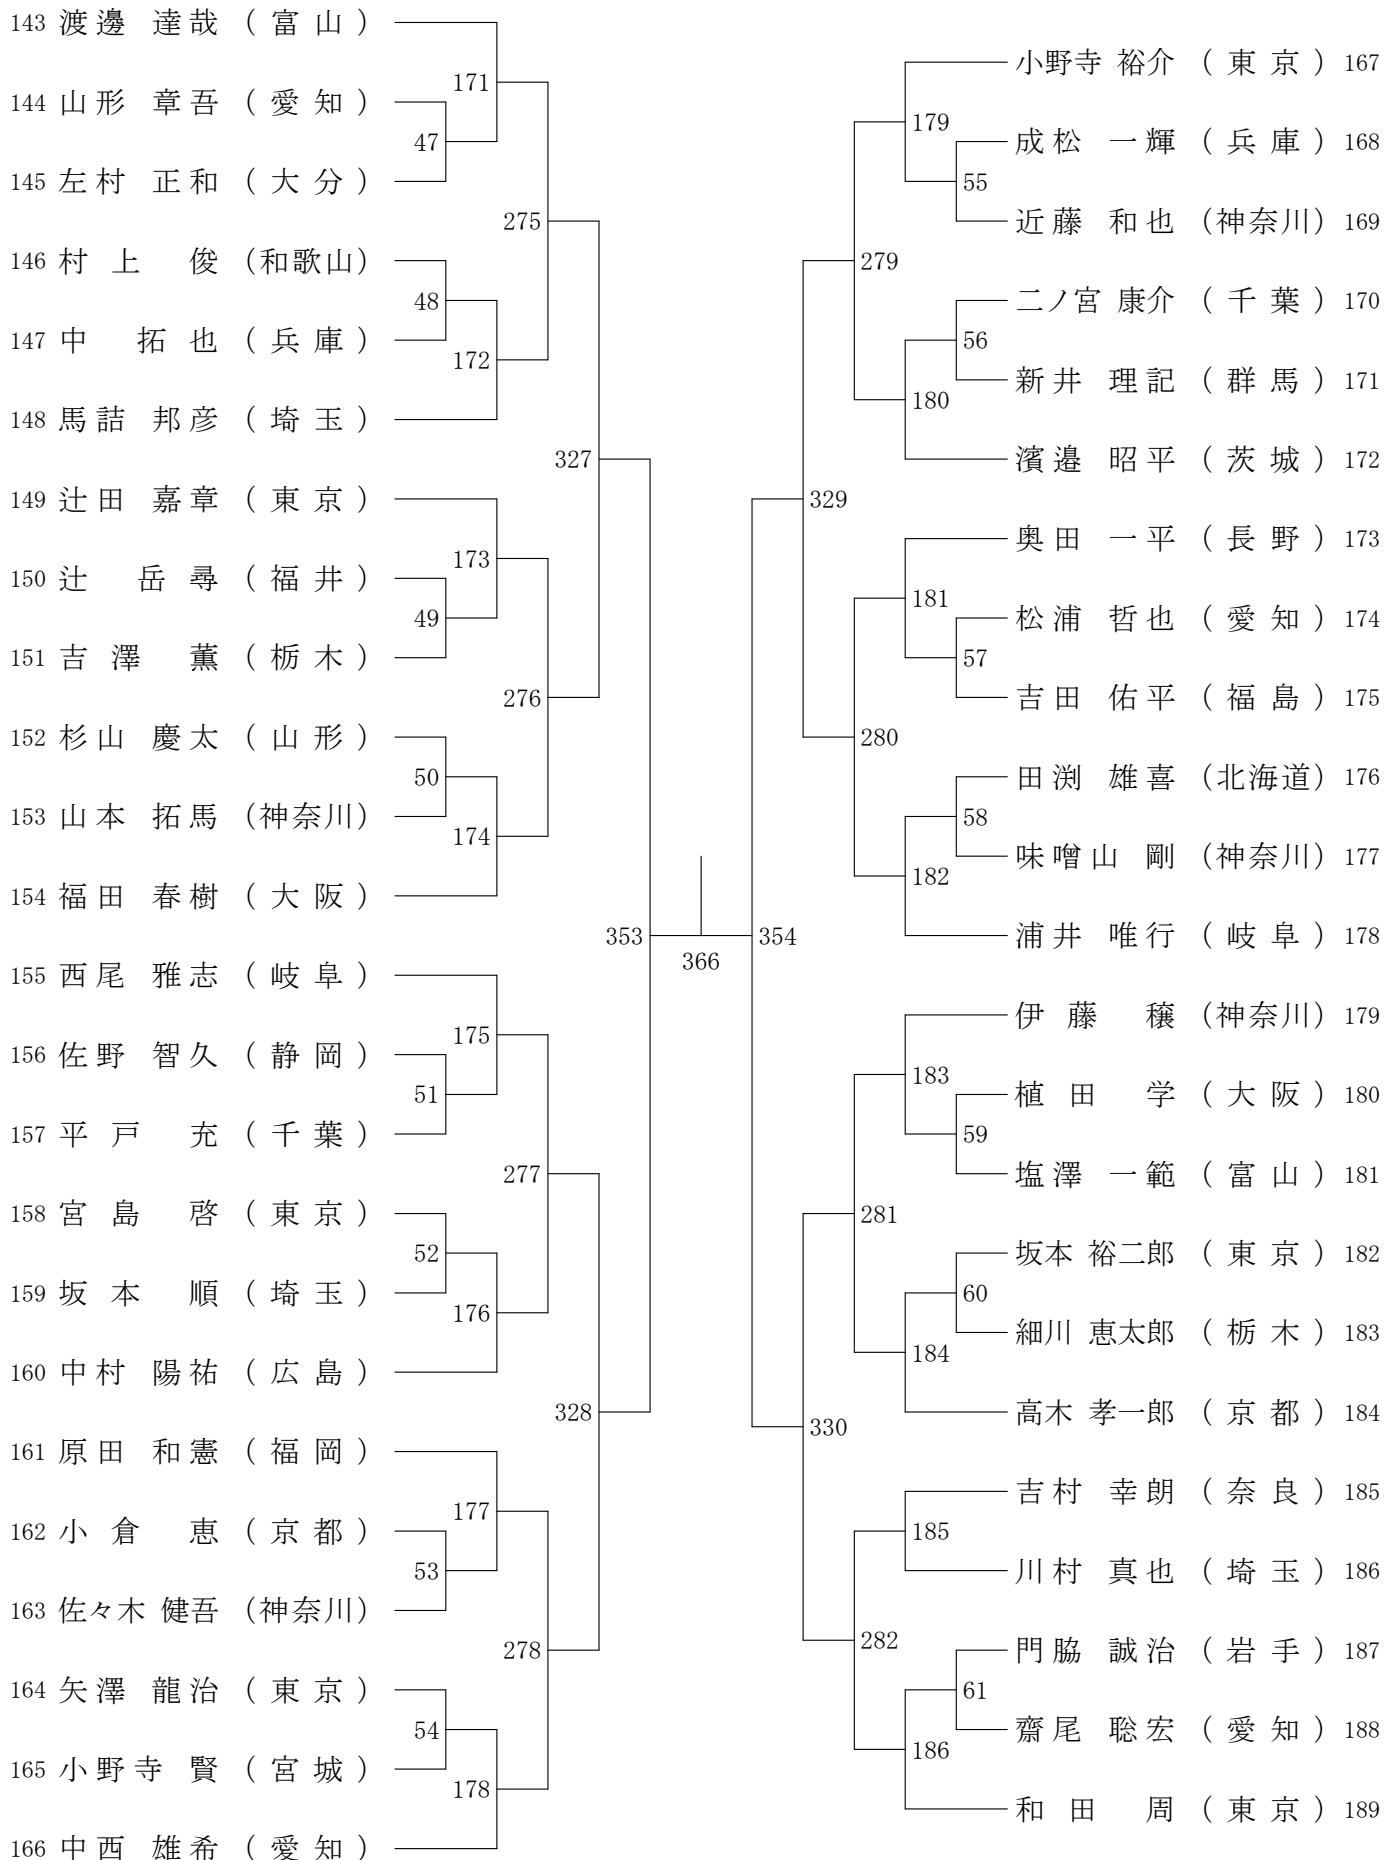 143 渡邊 達哉 （富山）
171
144 山形 章吾 （愛知）
47
145 左村 正和 （大分）
275
146 村上 俊 （和歌山）
48
147 中 拓也 （兵庫）
172
148 馬詰 邦彦 （埼玉）
327
149 辻田 嘉章 （東京）
173
150 辻 岳尋 （福井）
49
151 吉澤 薫 （栃木）
276
152 杉山 慶太 （山形）
50
153 山本 拓馬 （神奈川）
174
154 福田 春樹 （大阪）
353
155 西尾 雅志 （岐阜）
175
156 佐野 智久 （静岡）
51
157 平戸 充 （千葉）
277
158 宮島 啓 （東京）
52
159 坂本 順 （埼玉）
176
160 中村 陽祐 （広島）
328
161 原田 和憲 （福岡）
177
162 小倉 恵 （京都）
53
163 佐々木 健吾 （神奈川）
278
164 矢澤 龍治 （東京）
54
165 小野寺 賢 （宮城）
178
166 中西 雄希 （愛知）
366
小野寺 裕介 （東京） 167
179
成松 一輝 （兵庫） 168
55
近藤 和也 （神奈川） 169
279
二ノ宮 康介 （千葉） 170
56
新井 理記 （群馬） 171
180
濱邉 昭平 （茨城） 172
329
奥田 一平 （長野） 173
181
松浦 哲也 （愛知） 174
57
吉田 佑平 （福島） 175
280
田渕 雄喜 （北海道） 176
58
味噌山 剛 （神奈川） 177
182
浦井 唯行 （岐阜） 178
354
伊藤 穣 （神奈川） 179
183
植田 学 （大阪） 180
59
塩澤 一範 （富山） 181
281
坂本 裕二郎 （東京） 182
60
細川 恵太郎 （栃木） 183
184
高木 孝一郎 （京都） 184
330
吉村 幸朗 （奈良） 185
185
川村 真也 （埼玉） 186
282
門脇 誠治 （岩手） 187
61
齋尾 聡宏 （愛知） 188
186
和田 周 （東京） 189